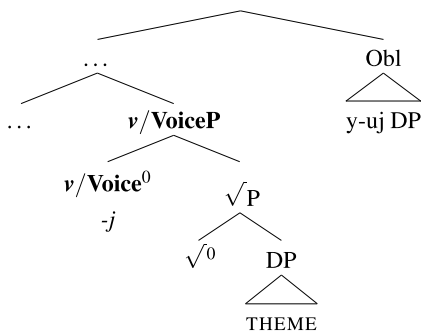 ... Obl
... v/VoiceP y-uj DP
v/Voice⁰
-j √P
√⁰ DP
THEME